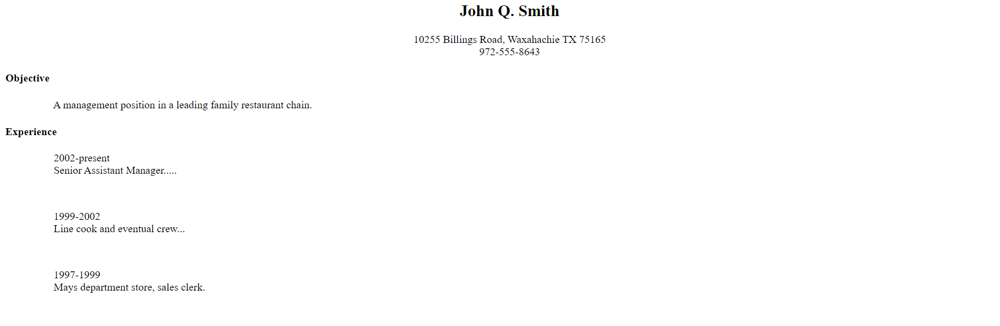 John Q. Smith
10255 Billings Road, Waxahachie TX 75165
972-555-8643
Objective
A management position in a leading family restaurant chain.
Experience
2002-present
Senior Assistant Manager.....
1999-2002
Line cook and eventual crew...
1997-1999
Mays department store, sales clerk.